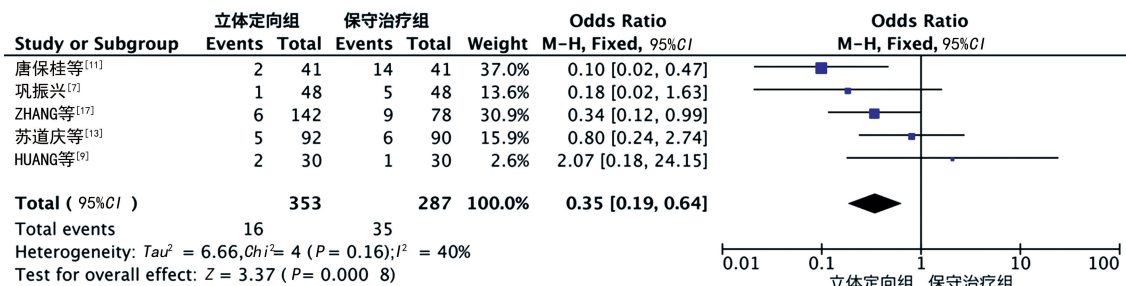 立体定向组 保守治疗组 Odds Ratio Odds Ratio
Study or Subgroup Events Total Events Total Weight M-H, Fixed, 95%CI M-H, Fixed, 95%CI
唐保桂等[11] 2 41 14 41 37.0% 0.10 [0.02, 0.47]
巩振兴[7] 1 48 5 48 13.6% 0.18 [0.02, 1.63]
ZHANG等[17] 6 142 9 78 30.9% 0.34 [0.12, 0.99]
苏道庆等[13] 5 92 6 90 15.9% 0.80 [0.24, 2.74]
HUANG等[9] 2 30 1 30 2.6% 2.07 [0.18, 24.15]
Total ( 95%CI ) 353 287 100.0% 0.35 [0.19, 0.64]
Total events 16 35
Heterogeneity: Tau² = 6.66,Chi²= 4 ( P = 0.16);I² = 40%
Test for overall effect: Z = 3.37 ( P= 0.000 8)
0.01 0.1 1 10 100
立体定向组 保守治疗组